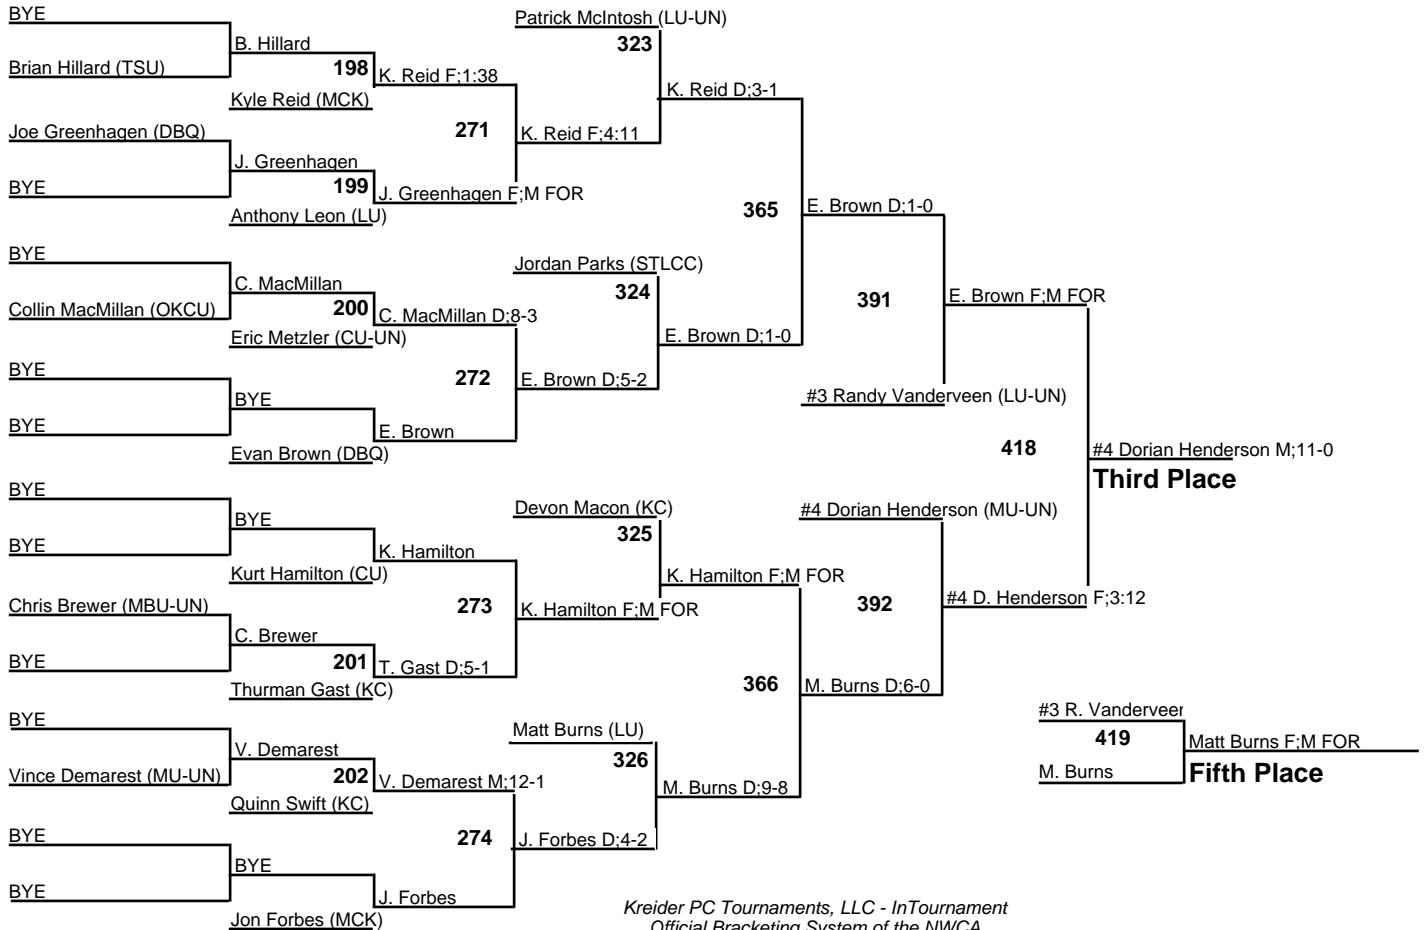 BYE
Patrick McIntosh (LU-UN)
B. Hillard
323
Brian Hillard (TSU)
198
K. Reid F;1:38
Kyle Reid (MCK)
K. Reid D;3-1
Joe Greenhagen (DBQ)
271
K. Reid F;4:11
J. Greenhagen
BYE
199
J. Greenhagen F;M FOR
Anthony Leon (LU)
365
E. Brown D;1-0
BYE
Jordan Parks (STLCC)
C. MacMillan
324
391
E. Brown F;M FOR
Collin MacMillan (OKCU)
200
C. MacMillan D;8-3
Eric Metzler (CU-UN)
E. Brown D;1-0
BYE
272
E. Brown D;5-2
BYE
#3 Randy Vanderveen (LU-UN)
BYE
E. Brown
Evan Brown (DBQ)
418
#4 Dorian Henderson M;11-0
Third Place
BYE
Devon Macon (KC)
#4 Dorian Henderson (MU-UN)
BYE
325
BYE
K. Hamilton
Kurt Hamilton (CU)
K. Hamilton F;M FOR
Chris Brewer (MBU-UN)
273
K. Hamilton F;M FOR
392
#4 D. Henderson F;3:12
C. Brewer
BYE
201
T. Gast D;5-1
Thurman Gast (KC)
366
M. Burns D;6-0
BYE
Matt Burns (LU)
#3 R. Vanderveer
V. Demarest
326
419
Matt Burns F;M FOR
Vince Demarest (MU-UN)
202
V. Demarest M;12-1
M. Burns D;9-8
M. Burns
Fifth Place
Quinn Swift (KC)
BYE
274
J. Forbes D;4-2
BYE
BYE
J. Forbes
Jon Forbes (MCK)
Kreider PC Tournaments, LLC - InTournament
Official Bracketing System of the NWCA